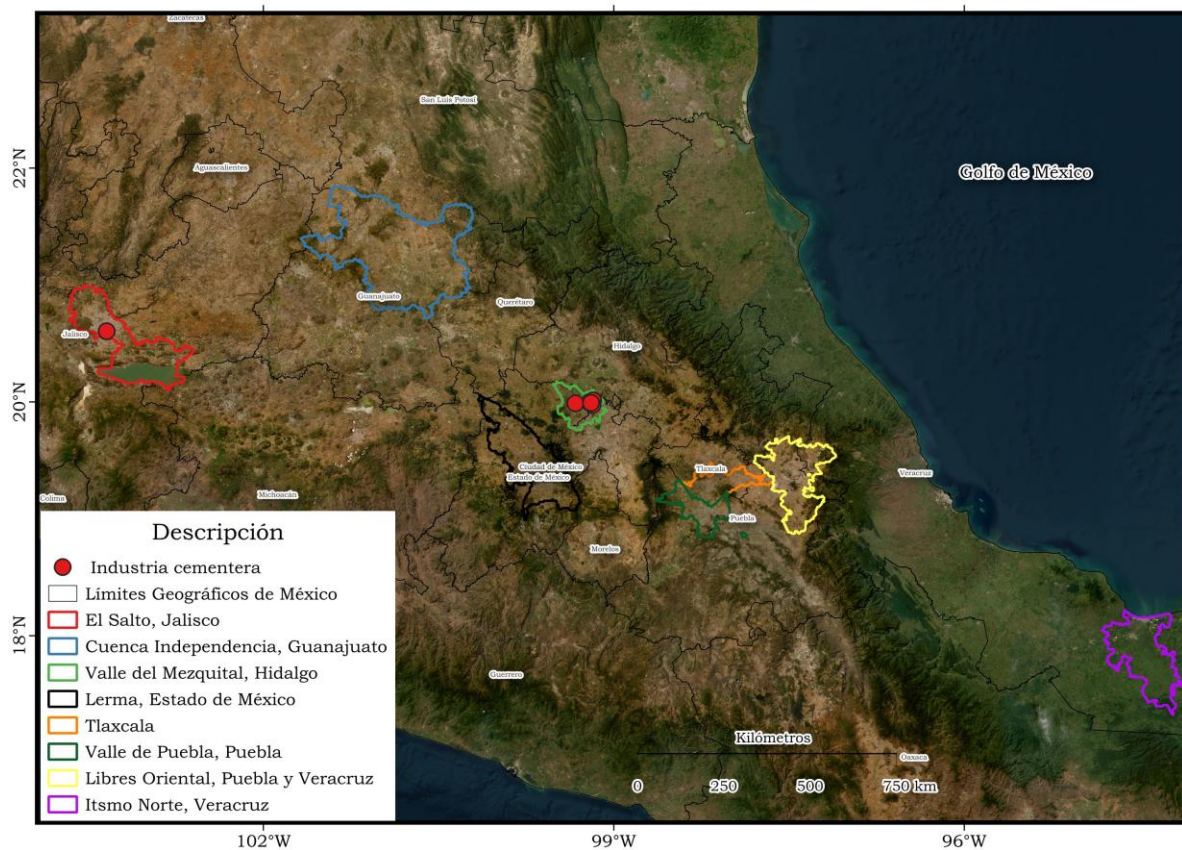 Zacatecas
San Luis Potosí
22°N
Aguascalientes
Golfo de México
Guanajuato
Querétaro
Jalisco
Hidalgo
20°N
Ciudad de México
Tlaxcala
Estado de México
Veracruz
Colima
Michoacán
Puebla
Morelos
18°N
Guerrero
Oaxaca
Descripción
Industria cementera
Límites Geográficos de México
El Salto, Jalisco
Cuenca Independencia, Guanajuato
Valle del Mezquital, Hidalgo
Lerma, Estado de México
Tlaxcala
Valle de Puebla, Puebla
Libres Oriental, Puebla y Veracruz
Itsmo Norte, Veracruz
Kilómetros
0 250 500 750 km
102°W 99°W 96°W